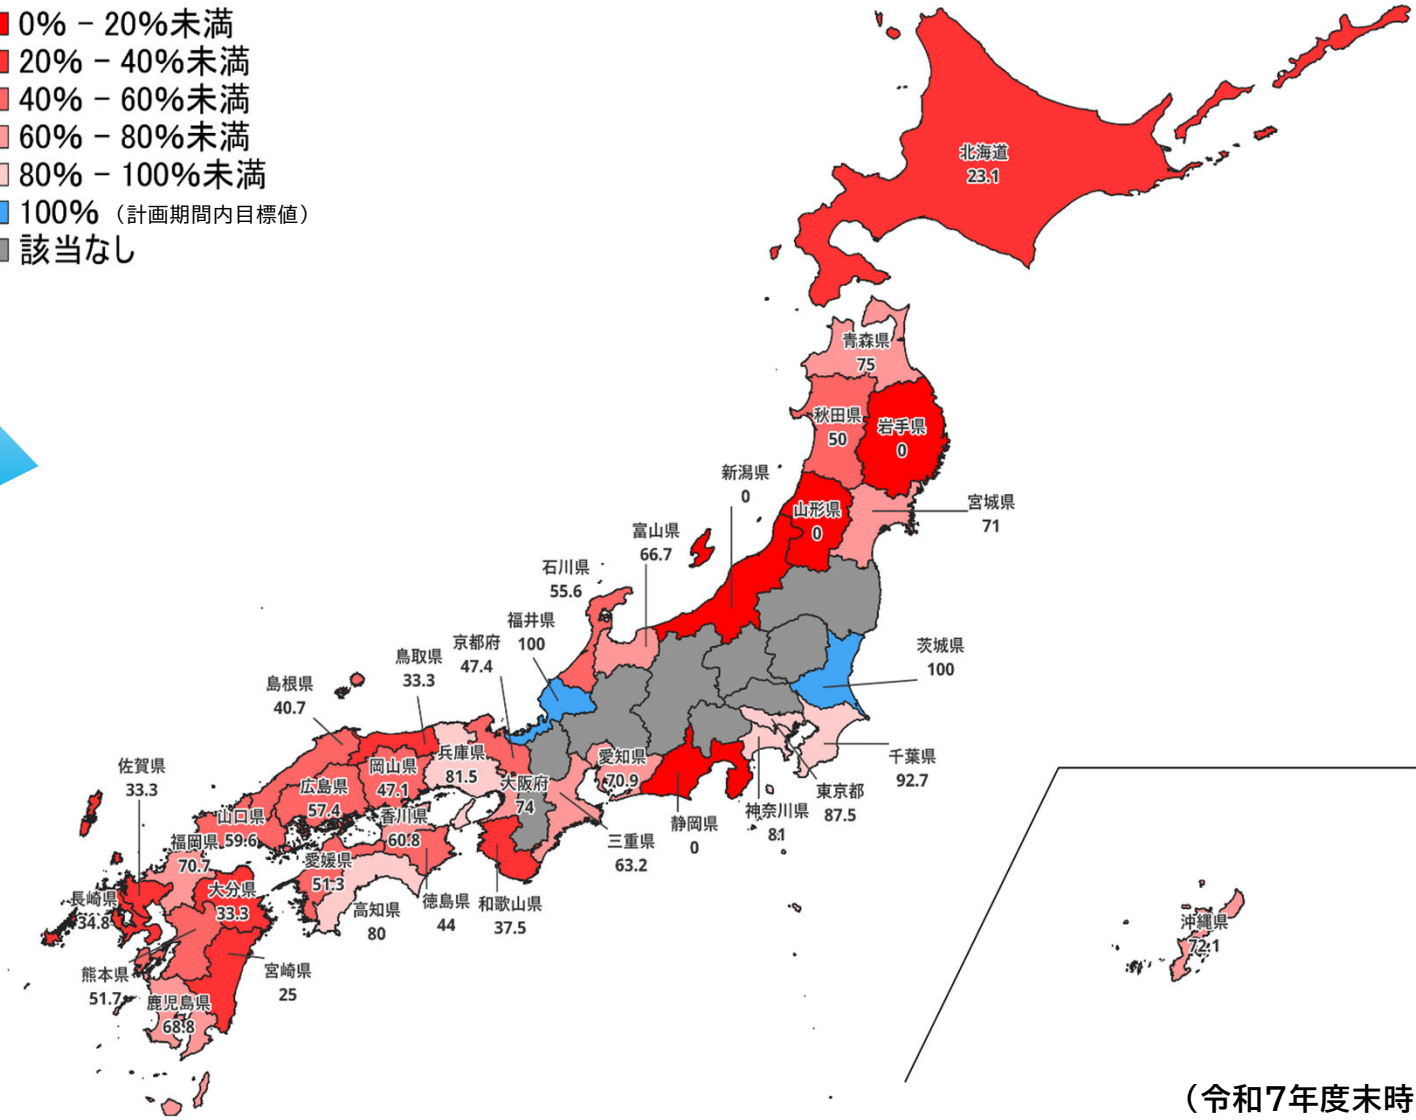 0% - 20%未満
20% - 40%未満
40% - 60%未満
60% - 80%未満
80% - 100%未満
100%（計画期間内目標値）
該当なし
北海道
23.1
青森県
75
秋田県
50
岩手県
0
新潟県
0
山形県
0
宮城県
71
富山県
66.7
石川県
55.6
福井県
100
京都府
47.4
鳥取県
33.3
島根県
40.7
茨城県
100
千葉県
92.7
東京都
87.5
神奈川県
81
静岡県
0
愛知県
70.9
三重県
63.2
兵庫県
81.5
大阪府
74
和歌山県
37.5
岡山県
47.1
広島県
57.4
山口県
59.6
香川県
60.8
愛媛県
51.3
徳島県
44
高知県
80
佐賀県
33.3
福岡県
70.7
長崎県
34.8
大分県
33.3
熊本県
51.7
宮崎県
25
鹿児島県
68.8
沖縄県
72.1
（令和7年度末時